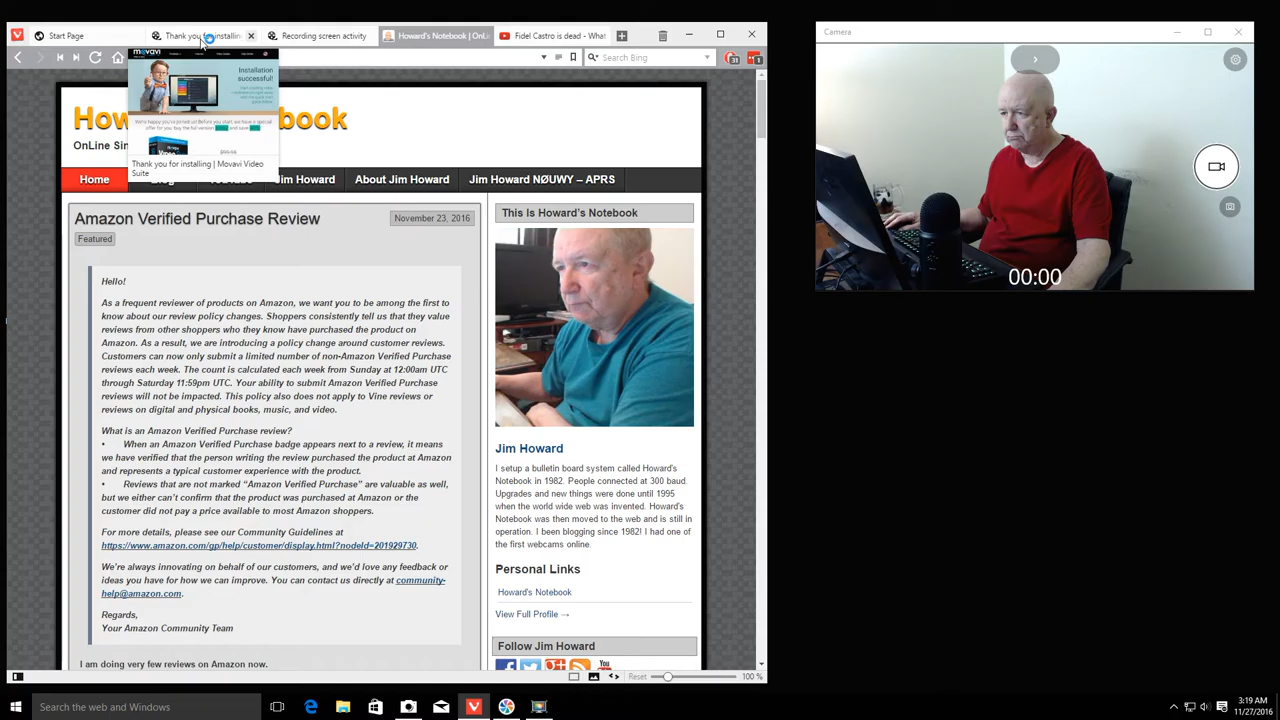 Start Page
Thank you for installin
Recording screen activity
Howard's Notebook | OnLi
Fidel Castro is dead - Wha
Camera
Search Bing
31
1
movavi
Installation
successful!
How
book
OnLine Sin
Thank you for installing | Movavi Video
Suite
Home
Jim Howard
About Jim Howard
Jim Howard NØUWY – APRS
00:00
Amazon Verified Purchase Review
November 23, 2016
Featured
Hello!
As a frequent reviewer of products on Amazon, we want you to be among the first to
know about our review policy changes. Shoppers consistently tell us that they value
reviews from other shoppers who they know have purchased the product on
Amazon. As a result, we are introducing a policy change around customer reviews.
Customers can now only submit a limited number of non-Amazon Verified Purchase
reviews each week. The count is calculated each week from Sunday at 12:00am UTC
through Saturday 11:59pm UTC. Your ability to submit Amazon Verified Purchase
reviews will not be impacted. This policy also does not apply to Vine reviews or
reviews on digital and physical books, music, and video.
What is an Amazon Verified Purchase review?
• When an Amazon Verified Purchase badge appears next to a review, it means
we have verified that the person writing the review purchased the product at Amazon
and represents a typical customer experience with the product.
• Reviews that are not marked “Amazon Verified Purchase” are valuable as well,
but we either can’t confirm that the product was purchased at Amazon or the
customer did not pay a price available to most Amazon shoppers.
For more details, please see our Community Guidelines at
https://www.amazon.com/gp/help/customer/display.html?nodeId=201929730.
We’re always innovating on behalf of our customers, and we’d love any feedback or
ideas you have for how we can improve. You can contact us directly at community-
help@amazon.com.
Regards,
Your Amazon Community Team
I am doing very few reviews on Amazon now.
This Is Howard’s Notebook
Jim Howard
I setup a bulletin board system called Howard's
Notebook in 1982. People connected at 300 baud.
Upgrades and new things were done until 1995
when the world wide web was invented. Howard's
Notebook was then moved to the web and is still in
operation. I been blogging since 1982! I had one of
the first webcams online.
Personal Links
Howard's Notebook
View Full Profile →
Follow Jim Howard
You
Reset
100 %
Search the web and Windows
3:19 AM
11/27/2016